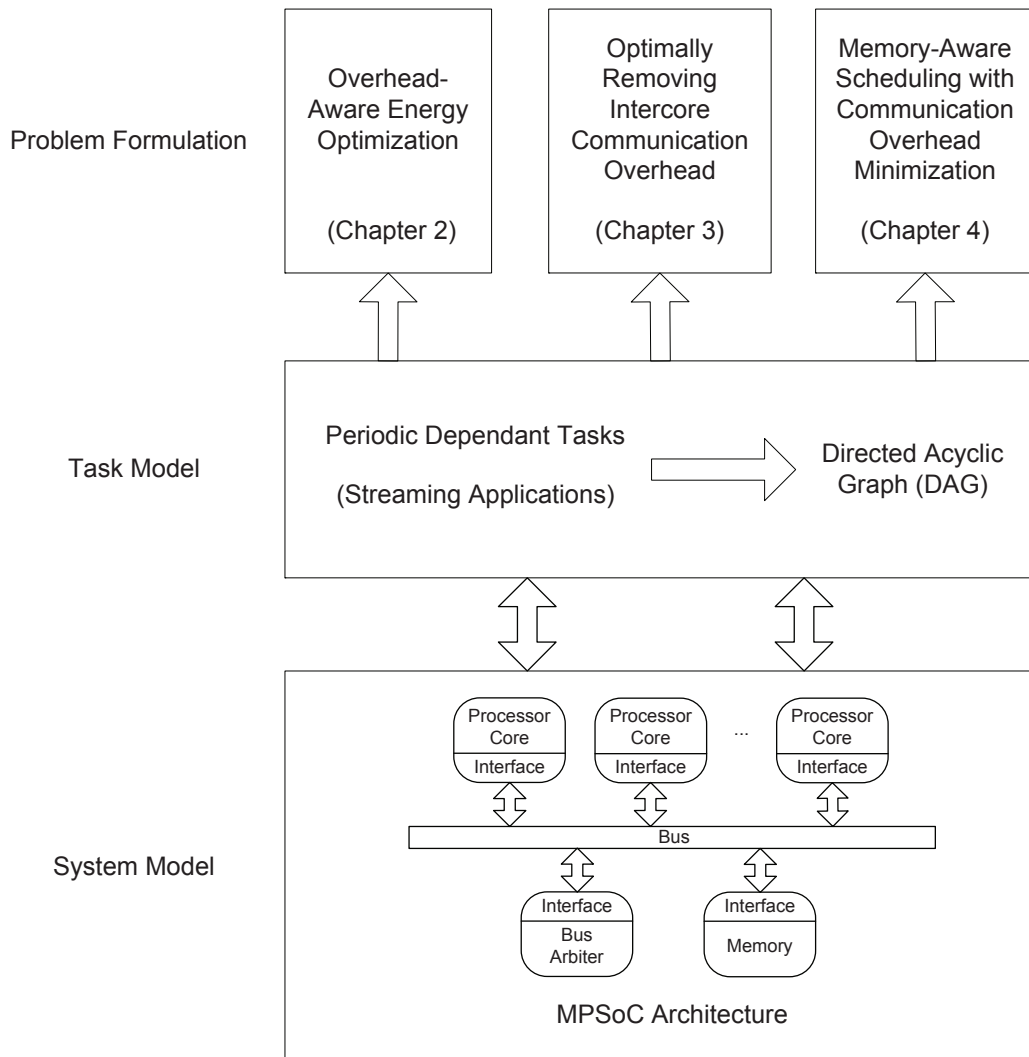 Problem Formulation
Overhead-
Aware Energy
Optimization
(Chapter 2)
Optimally
Removing
Intercore
Communication
Overhead
(Chapter 3)
Memory-Aware
Scheduling with
Communication
Overhead
Minimization
(Chapter 4)
Task Model
Periodic Dependant Tasks
(Streaming Applications)
Directed Acyclic
Graph (DAG)
System Model
Processor
Core
Interface
Processor
Core
Interface
...
Processor
Core
Interface
Bus
Interface
Bus
Arbiter
Interface
Memory
MPSoC Architecture